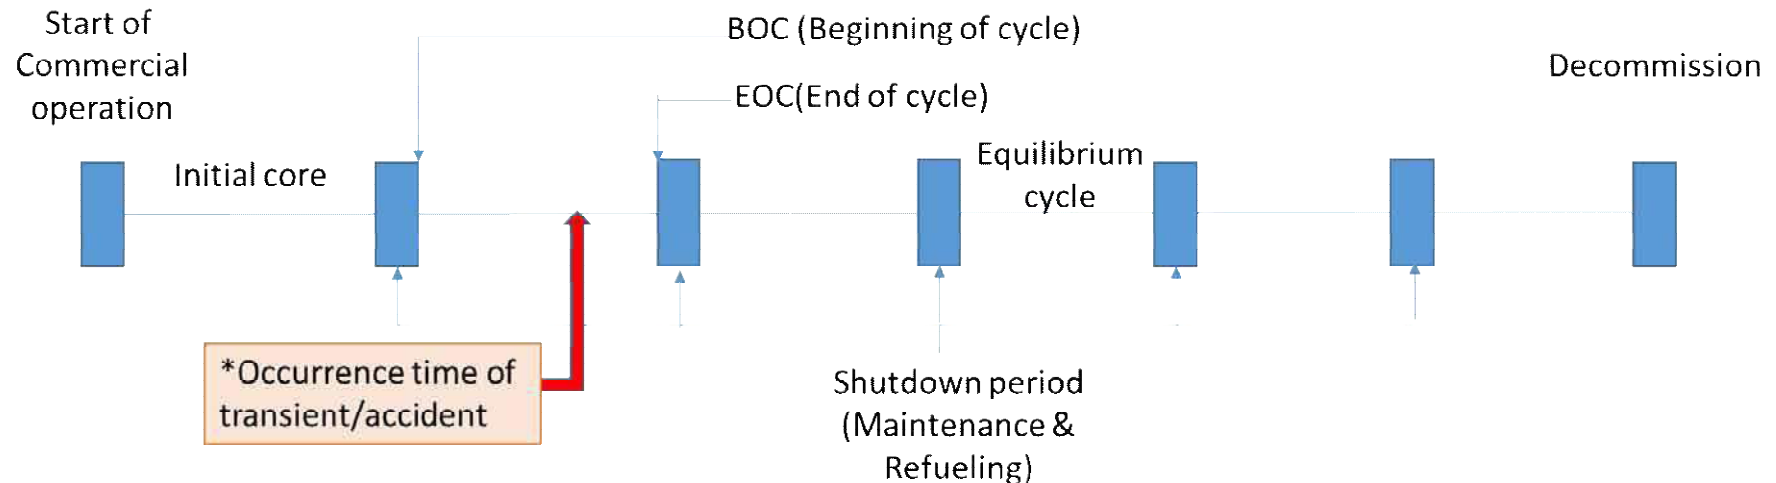 Start of
Commercial
operation
BOC (Beginning of cycle)
EOC(End of cycle)
Decommission
Initial core
Equilibrium
cycle
*Occurrence time of
transient/accident
Shutdown period
(Maintenance &
Refueling)